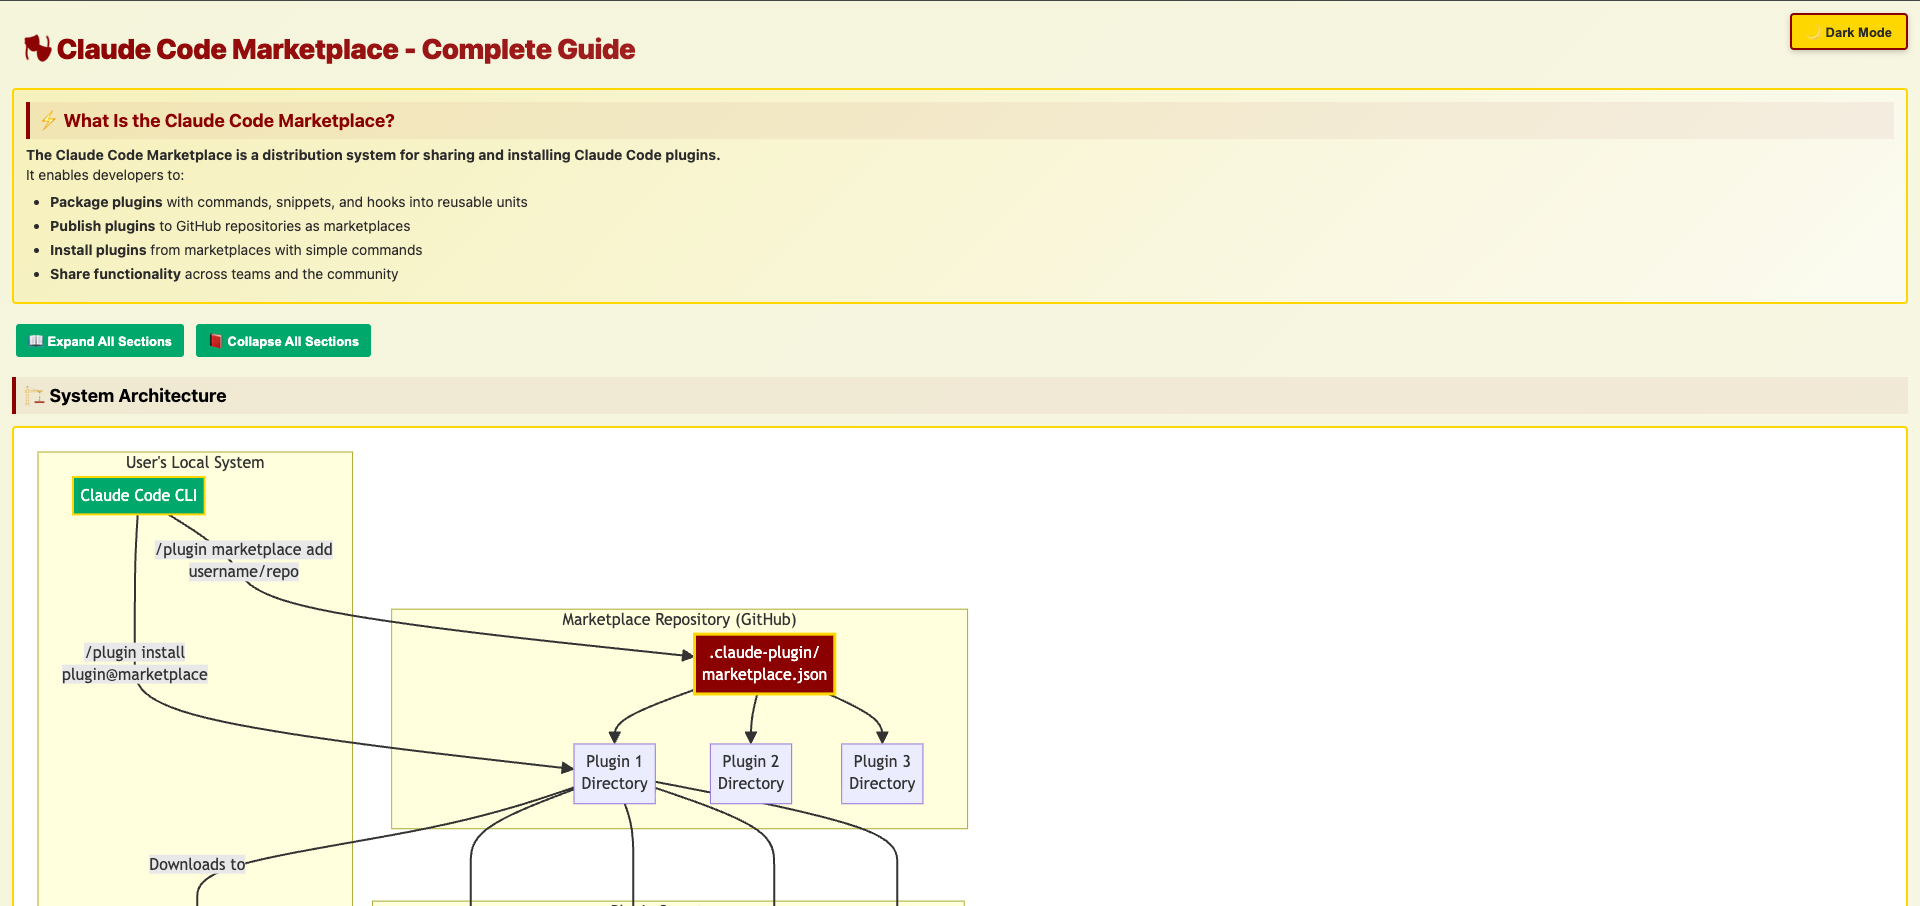 Claude Code Marketplace - Complete Guide
Dark Mode
What Is the Claude Code Marketplace?
The Claude Code Marketplace is a distribution system for sharing and installing Claude Code plugins.
It enables developers to:
Package plugins with commands, snippets, and hooks into reusable units
Publish plugins to GitHub repositories as marketplaces
Install plugins from marketplaces with simple commands
Share functionality across teams and the community
Expand All Sections
Collapse All Sections
System Architecture
User's Local System
Claude Code CLI
/plugin marketplace add
username/repo
Marketplace Repository (GitHub)
.claude-plugin/
marketplace.json
/plugin install
plugin@marketplace
Plugin 1
Directory
Plugin 2
Directory
Plugin 3
Directory
Downloads to